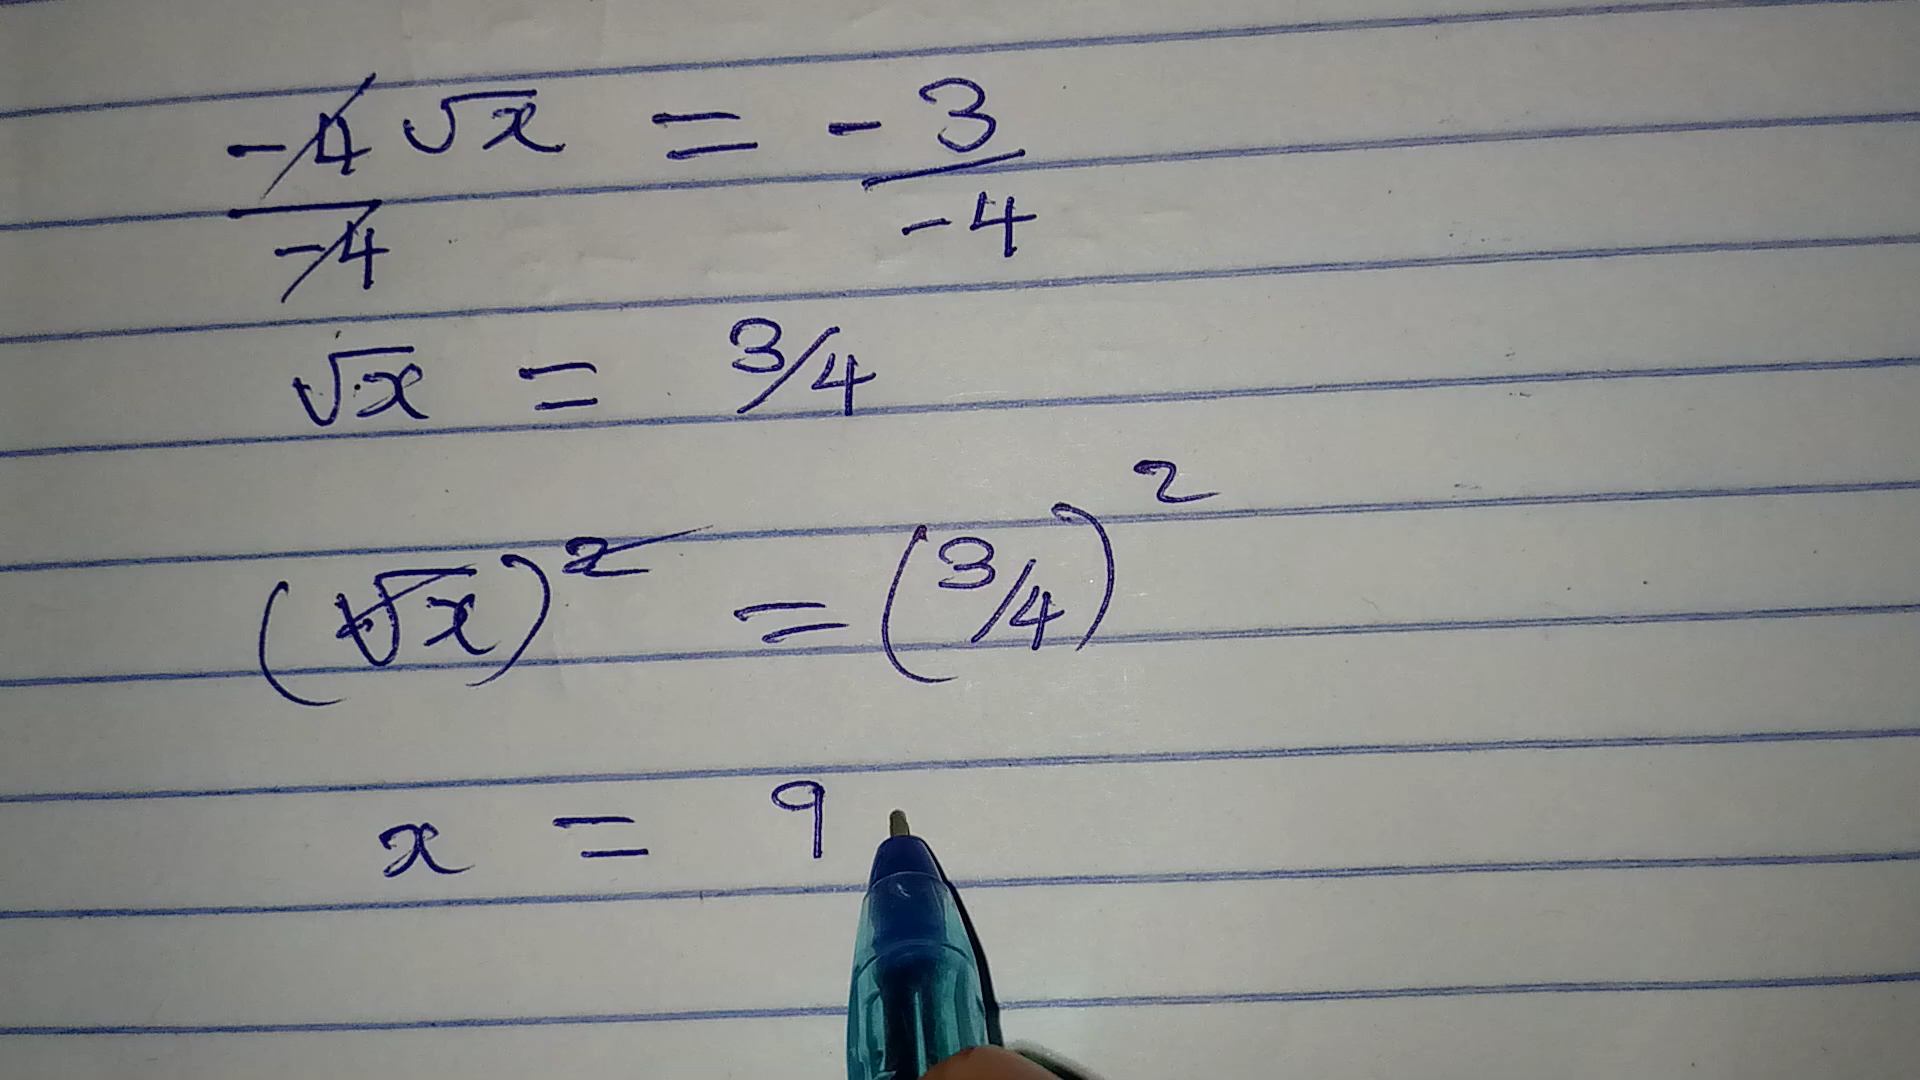 -4√x = -3
-4 -4
√x = 3/4
(√x)² = (3/4)²
x = 9